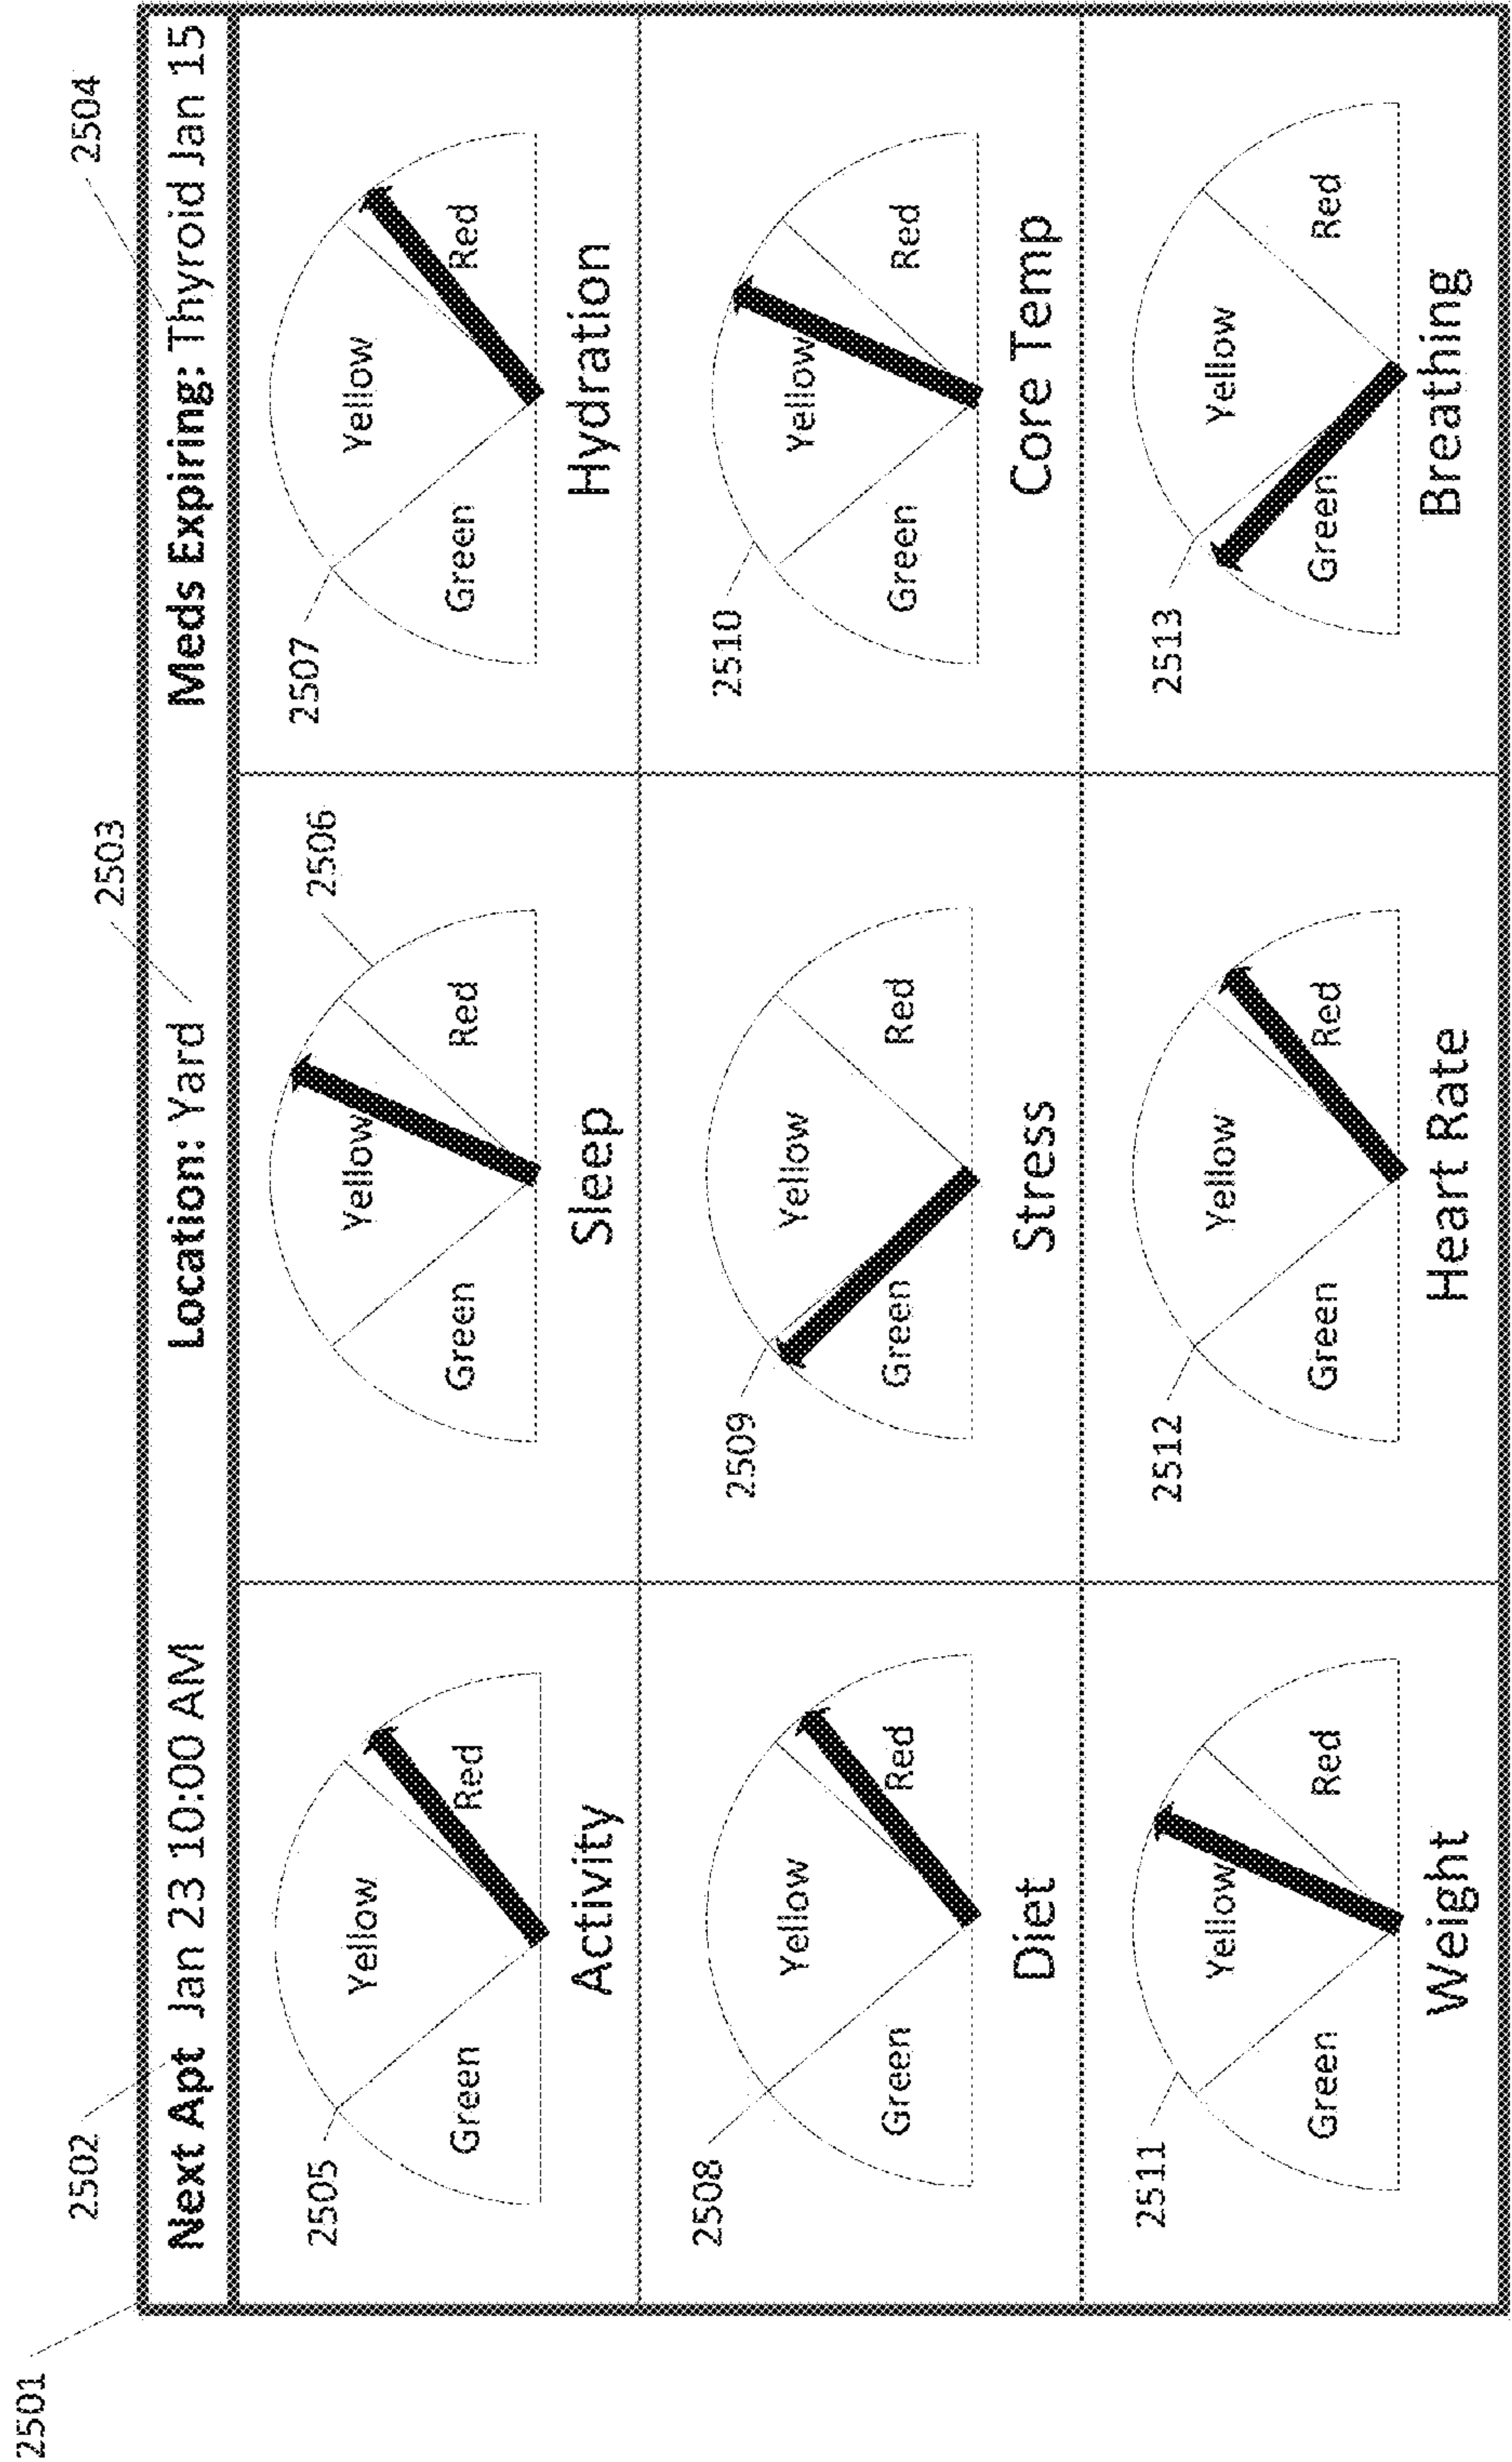 2501
2502
2503
2504
Next Apt Jan 23 10:00 AM
Location: Yard
Meds Expiring: Thyroid Jan 15
2505
Green
Yellow
Red
Activity
2506
Green
Yellow
Red
Sleep
2507
Green
Yellow
Red
Hydration
2508
Green
Yellow
Red
Diet
2509
Green
Yellow
Red
Stress
2510
Green
Yellow
Red
Core Temp
2511
Green
Yellow
Red
Weight
2512
Green
Yellow
Red
Heart Rate
2513
Green
Yellow
Red
Breathing